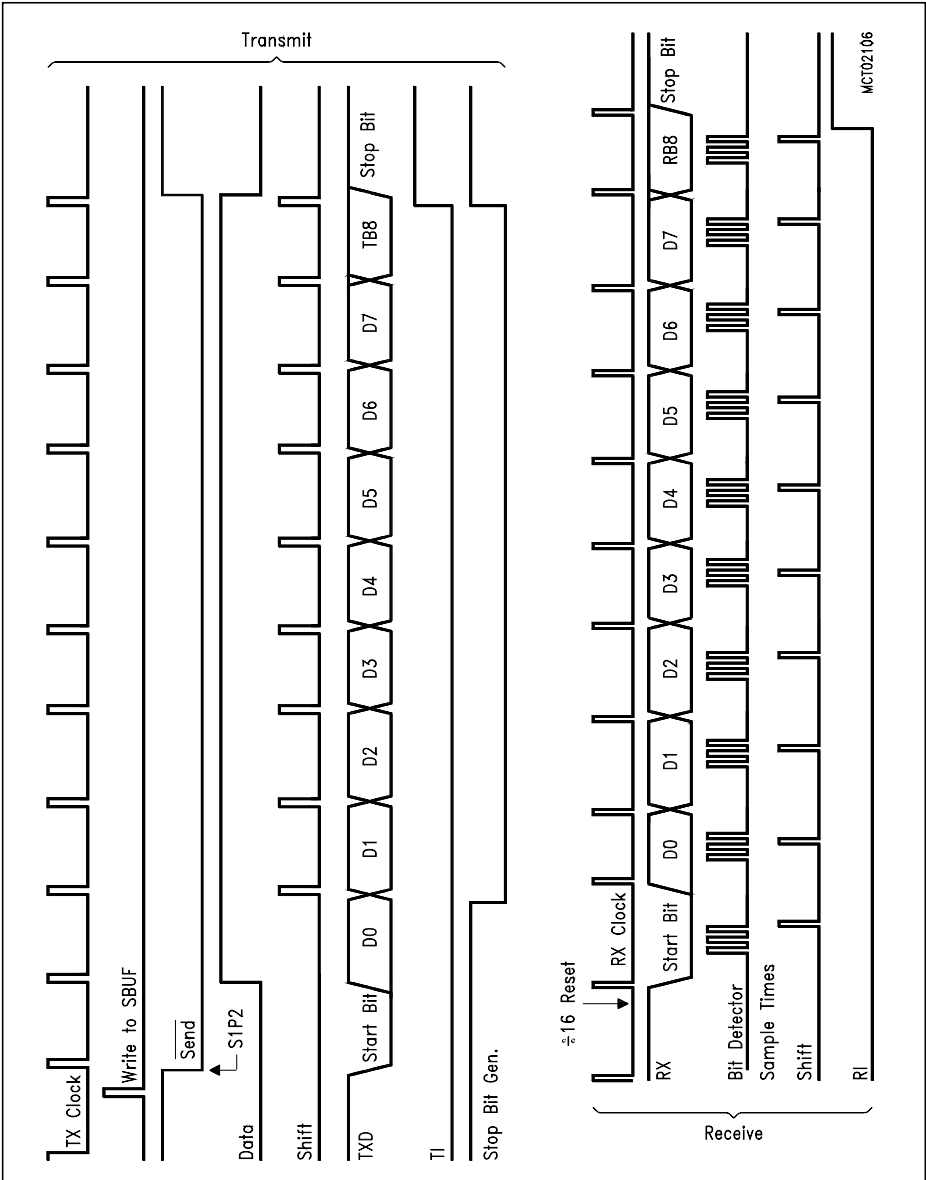 Transmit
TX Clock
Write to SBUF
Send
S1P2
Data
Shift
TXD
Start Bit
D0
D1
D2
D3
D4
D5
D6
D7
TB8
Stop Bit
TI
Stop Bit Gen.
÷16 Reset
RX Clock
RX
Start Bit
D0
D1
D2
D3
D4
D5
D6
D7
RB8
Stop Bit
Bit Detector
Sample Times
Shift
RI
Receive
MCT02106